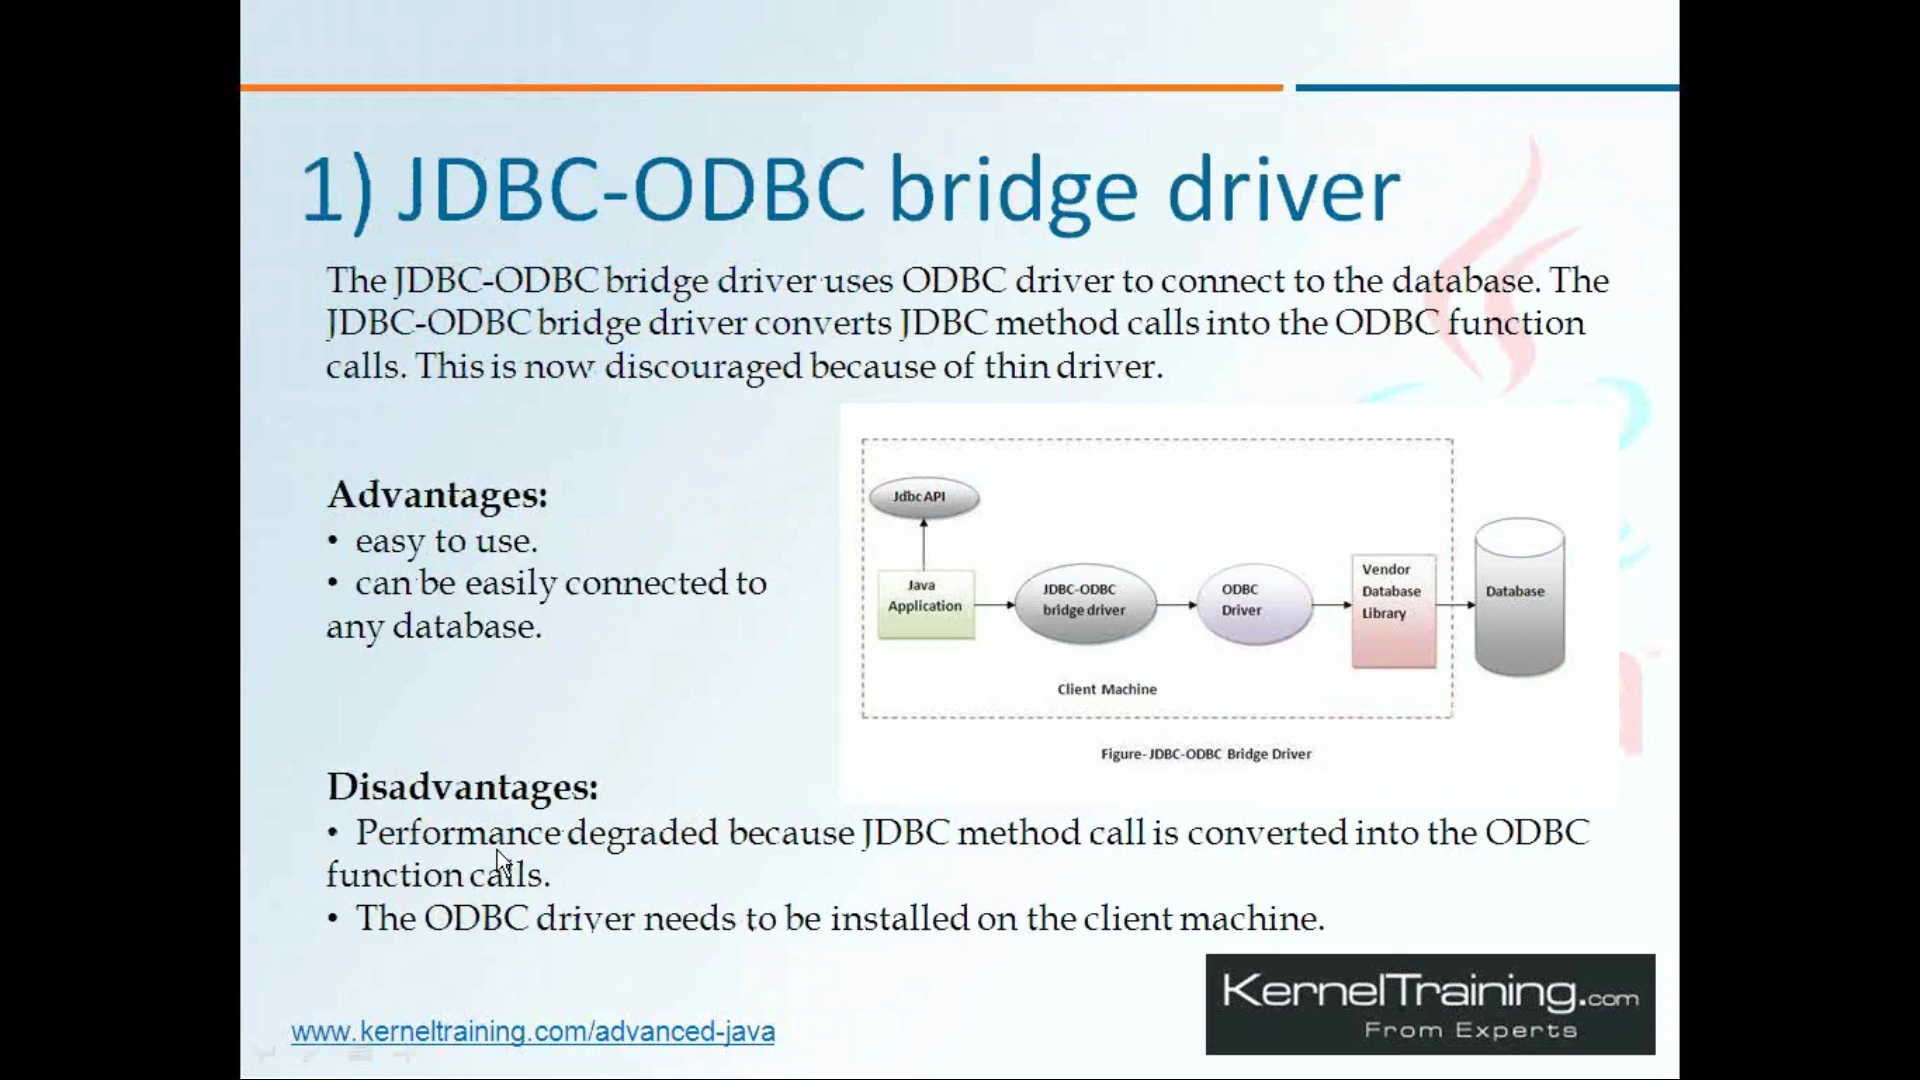 1) JDBC-ODBC bridge driver
The JDBC-ODBC bridge driver uses ODBC driver to connect to the database. The
JDBC-ODBC bridge driver converts JDBC method calls into the ODBC function
calls. This is now discouraged because of thin driver.
Advantages:
• easy to use.
• can be easily connected to
any database.
Jdbc API
Java
Application
JDBC-ODBC
bridge driver
ODBC
Driver
Vendor
Database
Library
Database
Client Machine
Figure- JDBC-ODBC Bridge Driver
Disadvantages:
• Performance degraded because JDBC method call is converted into the ODBC
function calls.
• The ODBC driver needs to be installed on the client machine.
www.kerneltraining.com/advanced-java
KernelTraining.com
From Experts